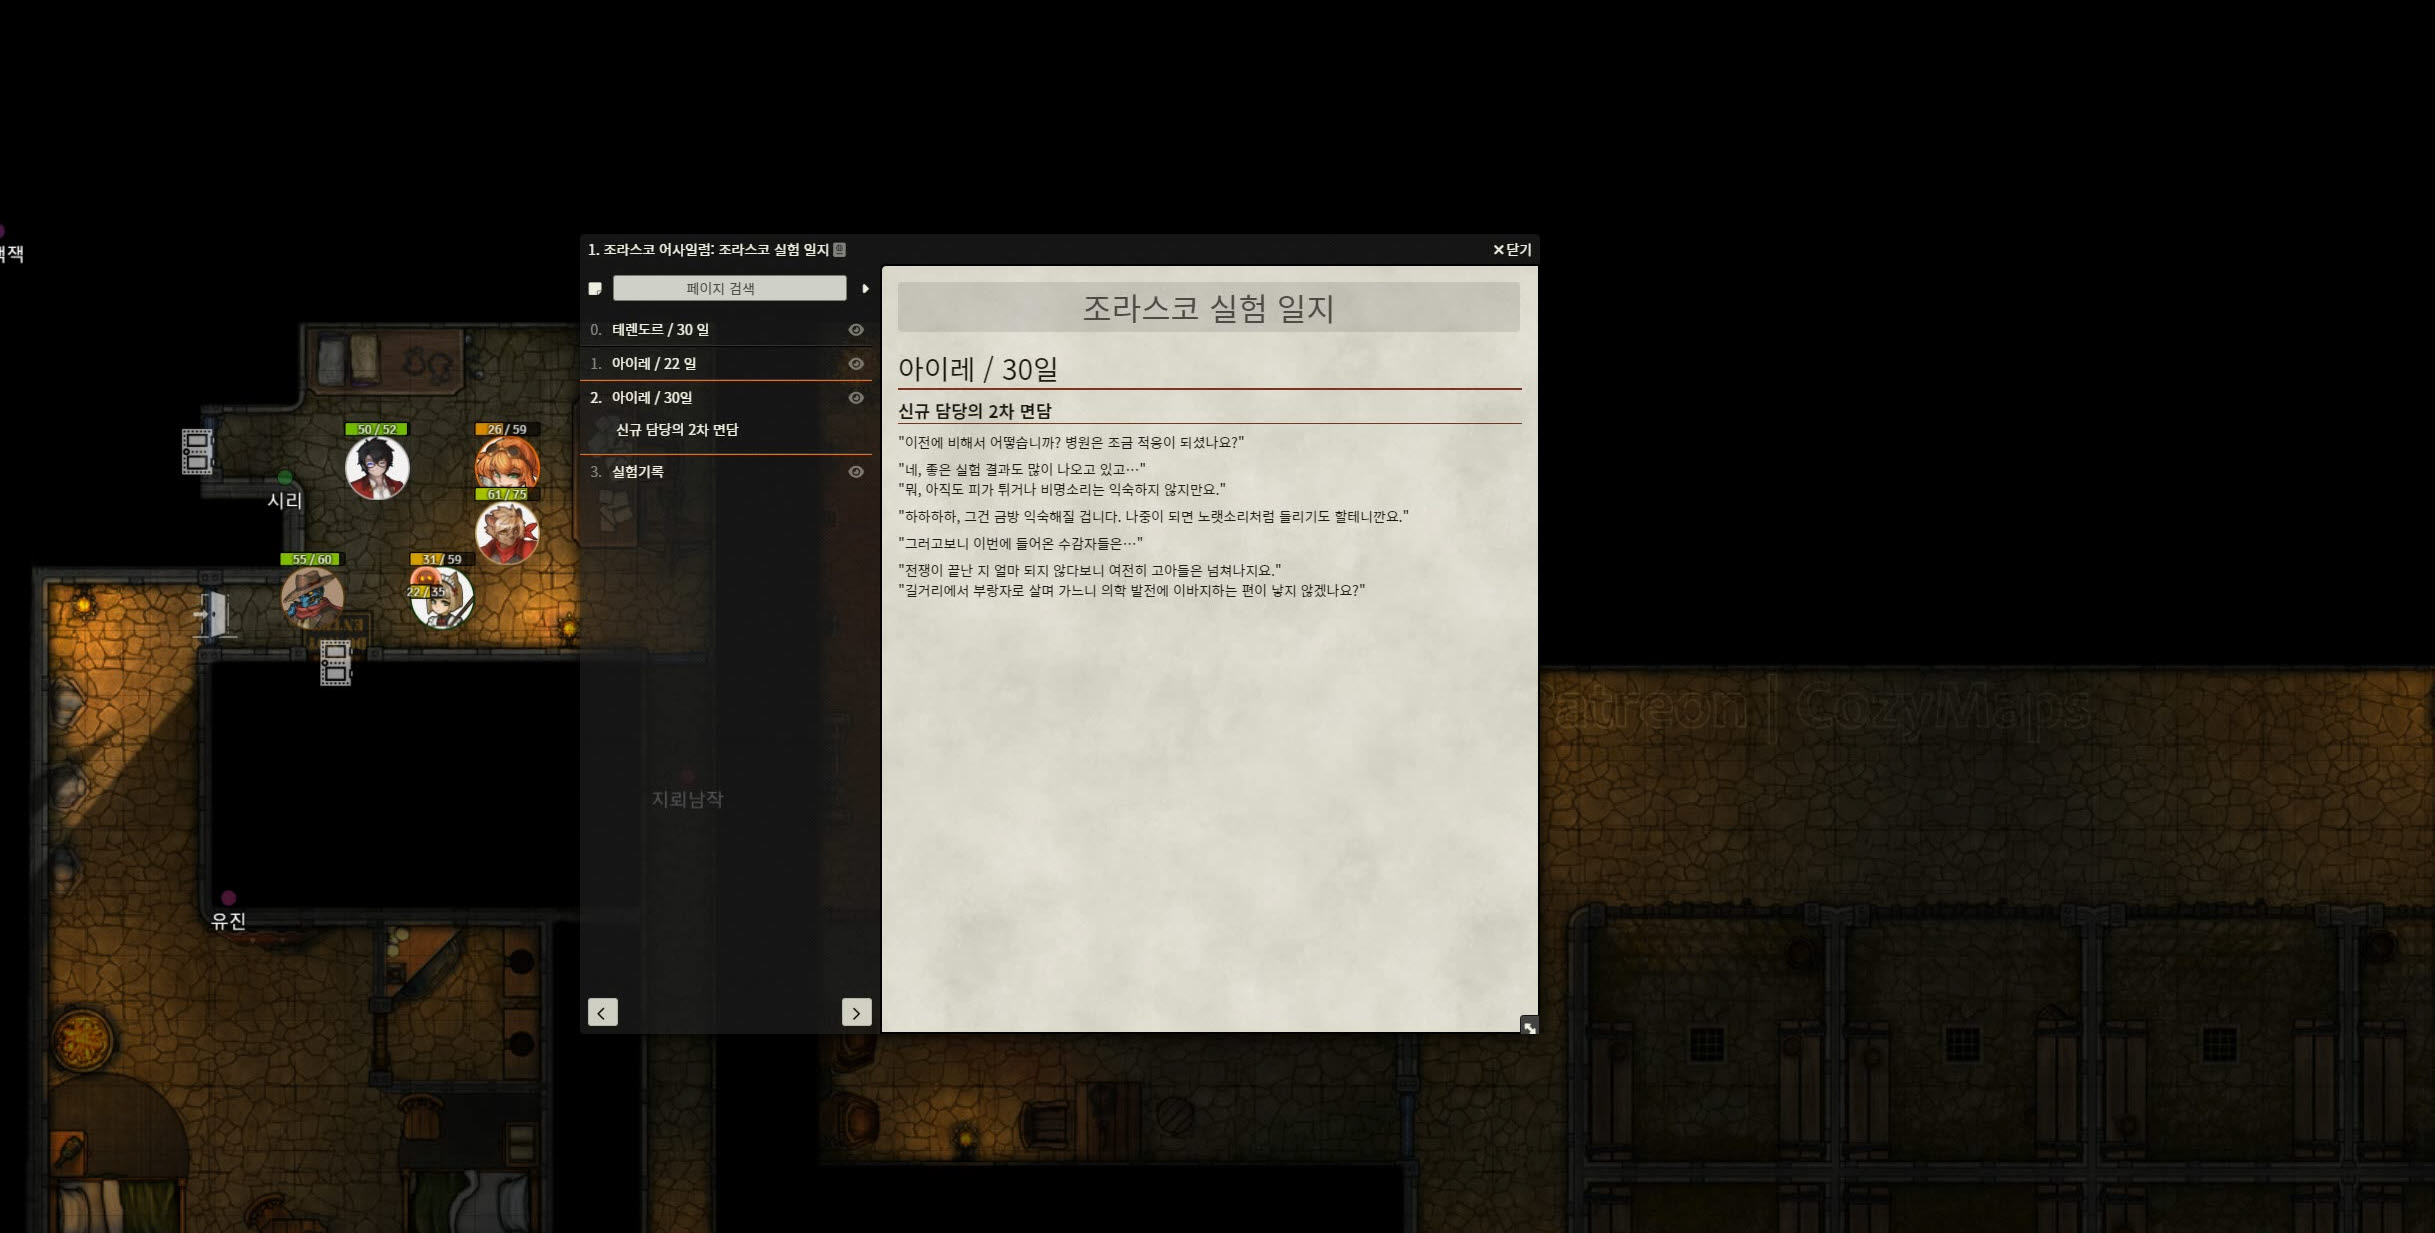 1. 조라스코 어사일럼: 조라스코 실험 일지
닫기
페이지 검색
0. 테렌도르 / 30 일
1. 아이레 / 22 일
2. 아이레 / 30일
신규 담당의 2차 면담
3. 실험기록
조라스코 실험 일지
아이레 / 30일
신규 담당의 2차 면담
"이전에 비해서 어떻습니까? 병원은 조금 적응이 되셨나요?"
"네, 좋은 실험 결과도 많이 나오고 있고…"
"뭐, 아직도 피가 튀거나 비명소리는 익숙하지 않지만요."
"하하하하, 그건 금방 익숙해질 겁니다. 나중이 되면 노랫소리처럼 들리기도 할테니깐요."
"그러고보니 이번에 들어온 수감자들은…"
"전쟁이 끝난 지 얼마 되지 않다보니 여전히 고아들은 넘쳐나지요."
"길거리에서 부랑자로 살며 가느니 의학 발전에 이바지하는 편이 낳지 않겠나요?"
50 / 52
26 / 59
61 / 75
시리
55 / 60
31 / 59
22 / 35
지뢰남작
유진
Patreon | CozyMaps